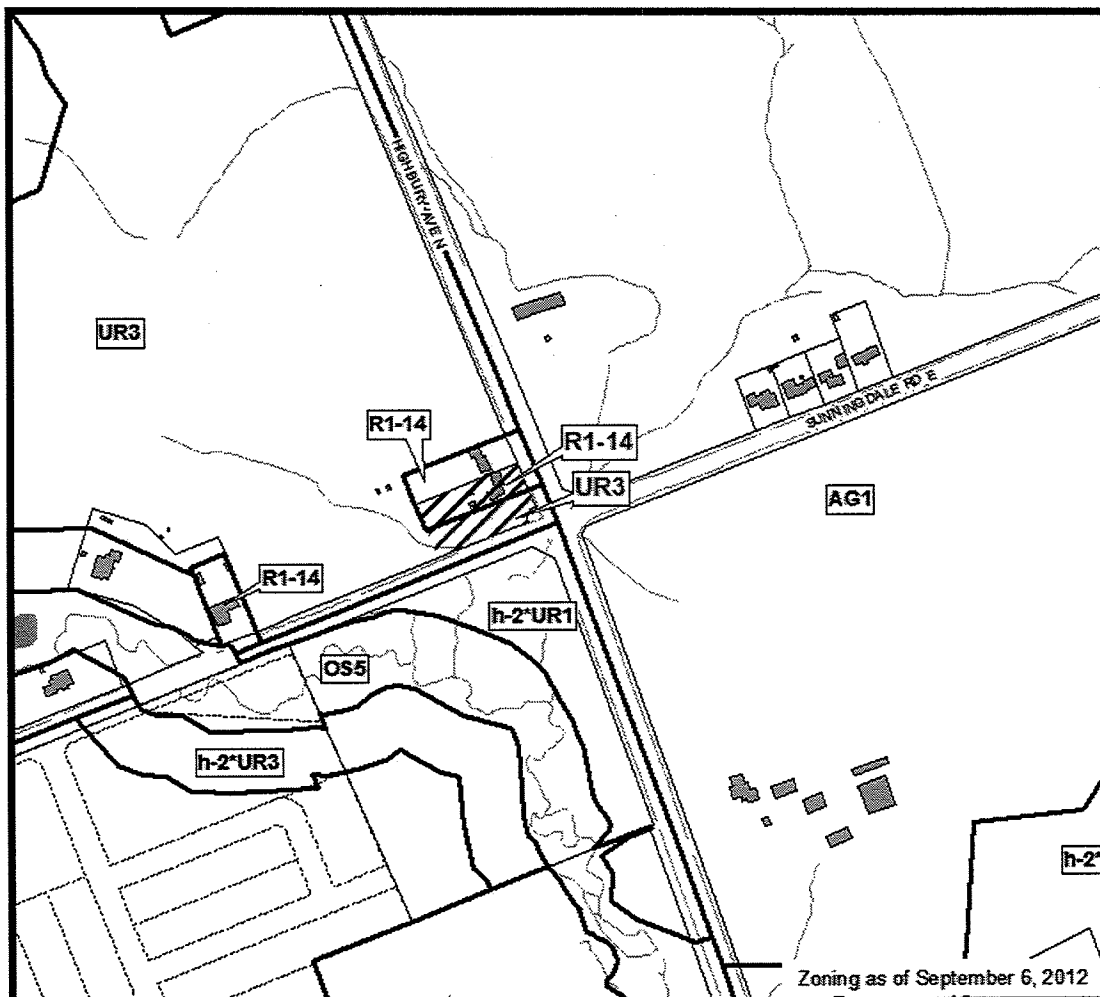 HIGHBURY AVE N
UR3
R1-14
R1-14
UR3
SUNNINGDALE RD E
AG1
R1-14
h-2*UR1
OS5
h-2*UR3
h-2*
Zoning as of September 6, 2012